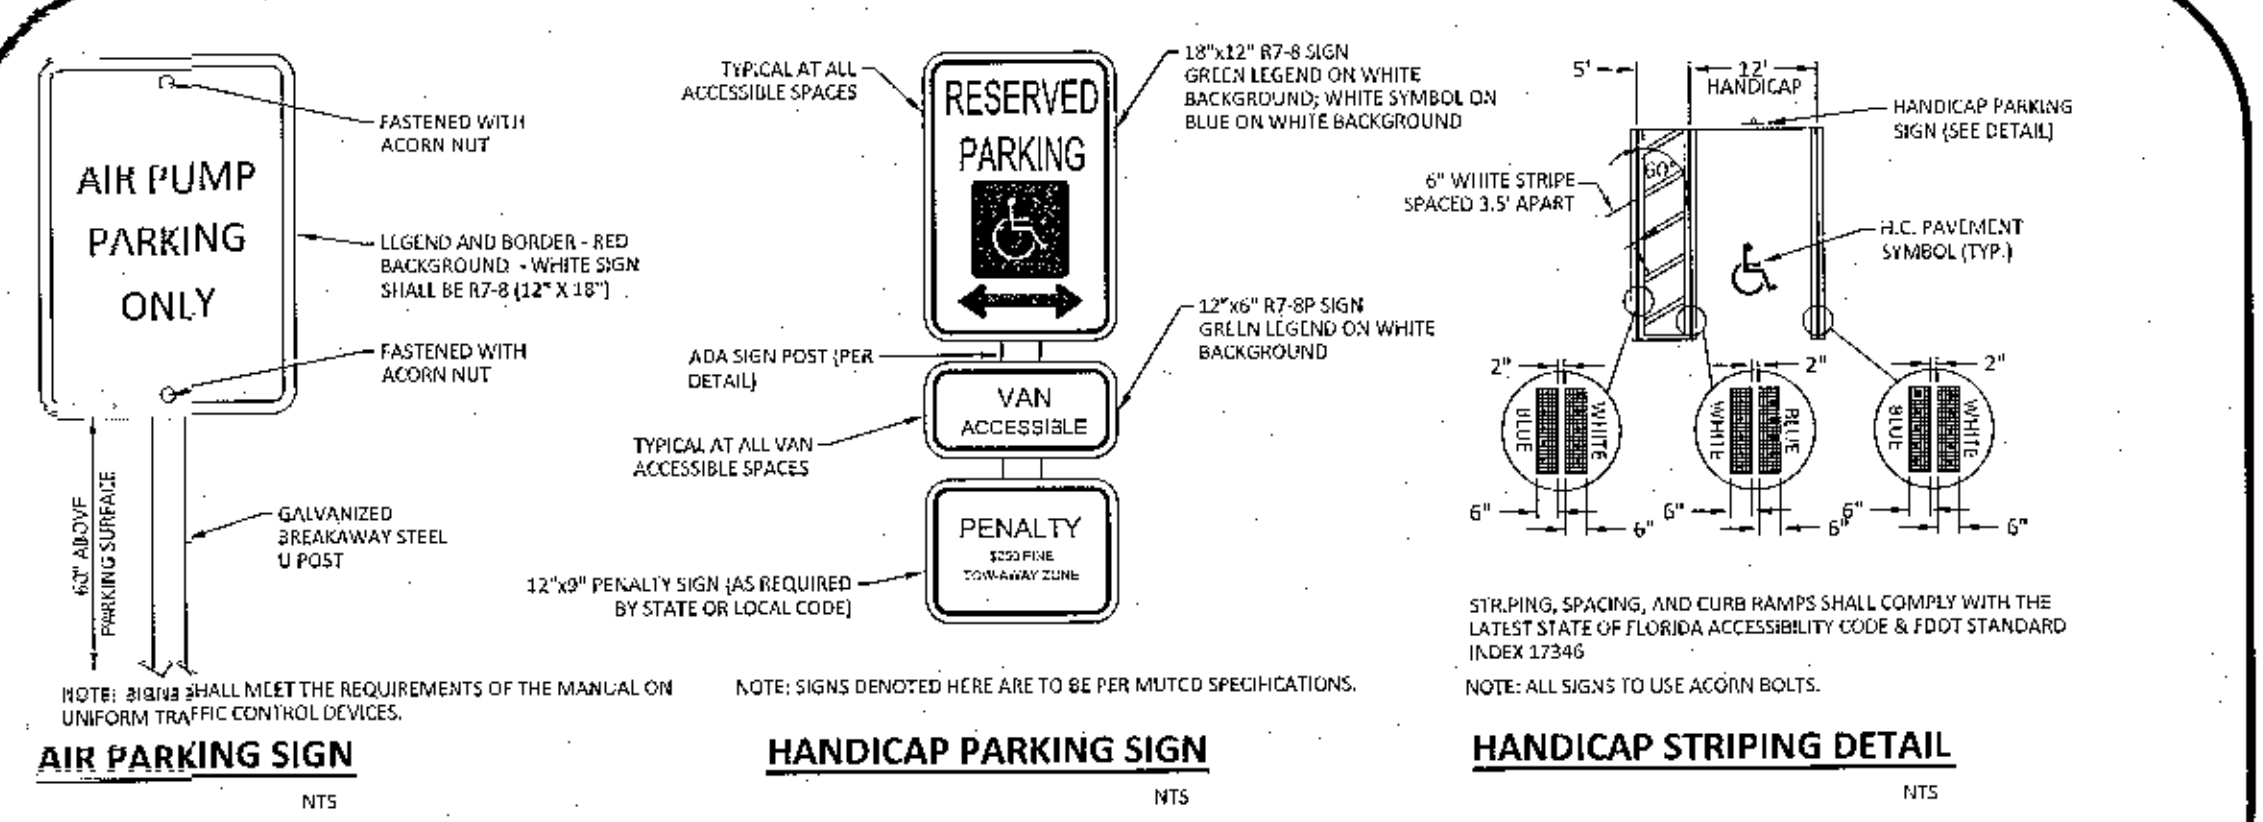 FASTENED WITH
ACORN NUT
AIR PUMP
PARKING
ONLY
LEGEND AND BORDER - RED
BACKGROUND - WHITE SIGN
SHALL BE R7-8 (12" X 18")
FASTENED WITH
ACORN NUT
60" ABOVE
PARKING SURFACE
GALVANIZED
BREAKAWAY STEEL
U POST
NOTE: SIGNS SHALL MEET THE REQUIREMENTS OF THE MANUAL ON
UNIFORM TRAFFIC CONTROL DEVICES.
AIR PARKING SIGN
NTS
TYPICAL AT ALL
ACCESSIBLE SPACES
RESERVED
PARKING
18"x12" R7-8 SIGN
GREEN LEGEND ON WHITE
BACKGROUND; WHITE SYMBOL ON
BLUE ON WHITE BACKGROUND
12"x6" R7-8P SIGN
GREEN LEGEND ON WHITE
BACKGROUND
ADA SIGN POST (PER
DETAIL)
VAN
ACCESSIBLE
TYPICAL AT ALL VAN
ACCESSIBLE SPACES
PENALTY
$250 FINE
TOW-AWAY ZONE
12"x9" PENALTY SIGN (AS REQUIRED
BY STATE OR LOCAL CODE)
NOTE: SIGNS DENOTED HERE ARE TO BE PER MUTCD SPECIFICATIONS.
HANDICAP PARKING SIGN
NTS
5'
12'
HANDICAP
HANDICAP PARKING
SIGN (SEE DETAIL)
60°
6" WHITE STRIPE
SPACED 3.5' APART
H.C. PAVEMENT
SYMBOL (TYP.)
2"
2"
2"
BLUE
WHITE
WHITE
BLUE
BLUE
WHITE
6"
6"
6"
6"
6"
6"
STRIPING, SPACING, AND CURB RAMPS SHALL COMPLY WITH THE
LATEST STATE OF FLORIDA ACCESSIBILITY CODE & FDOT STANDARD
INDEX 17346
NOTE: ALL SIGNS TO USE ACORN BOLTS.
HANDICAP STRIPING DETAIL
NTS